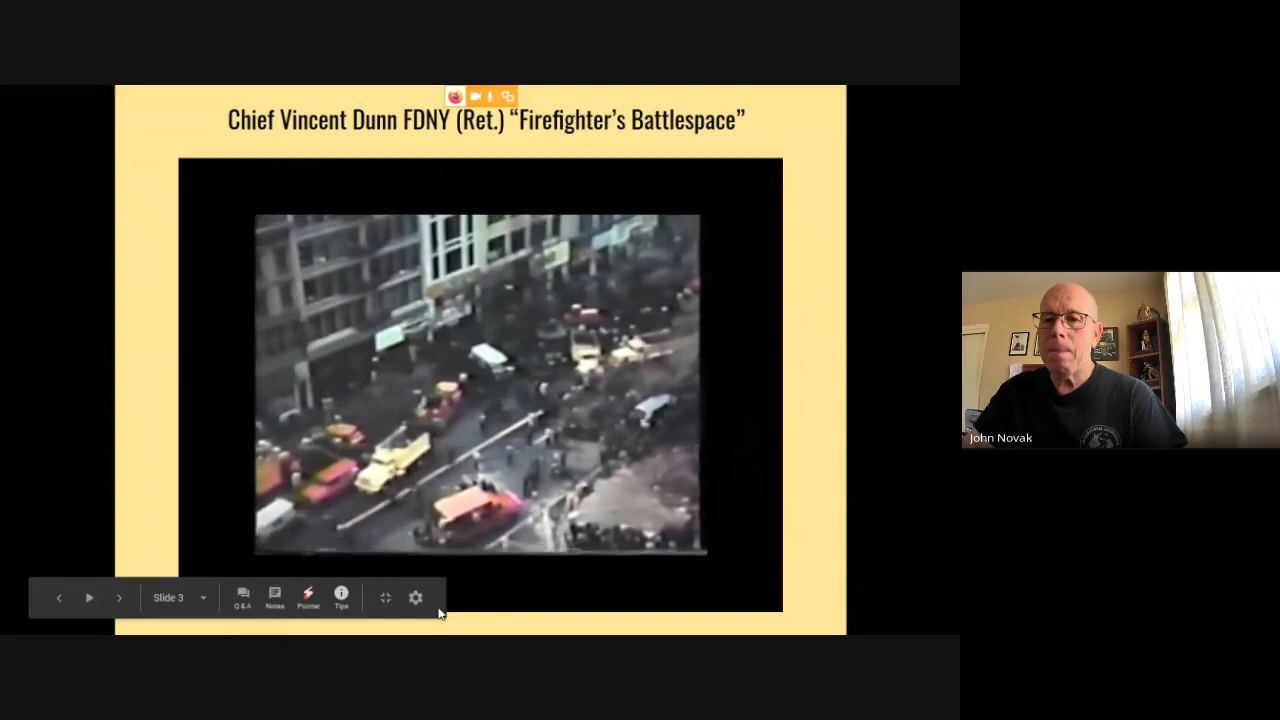 Chief Vincent Dunn FDNY (Ret.) “Firefighter’s Battlespace”
John Novak
Slide 3
Q & A
Notes
Pointer
Tips